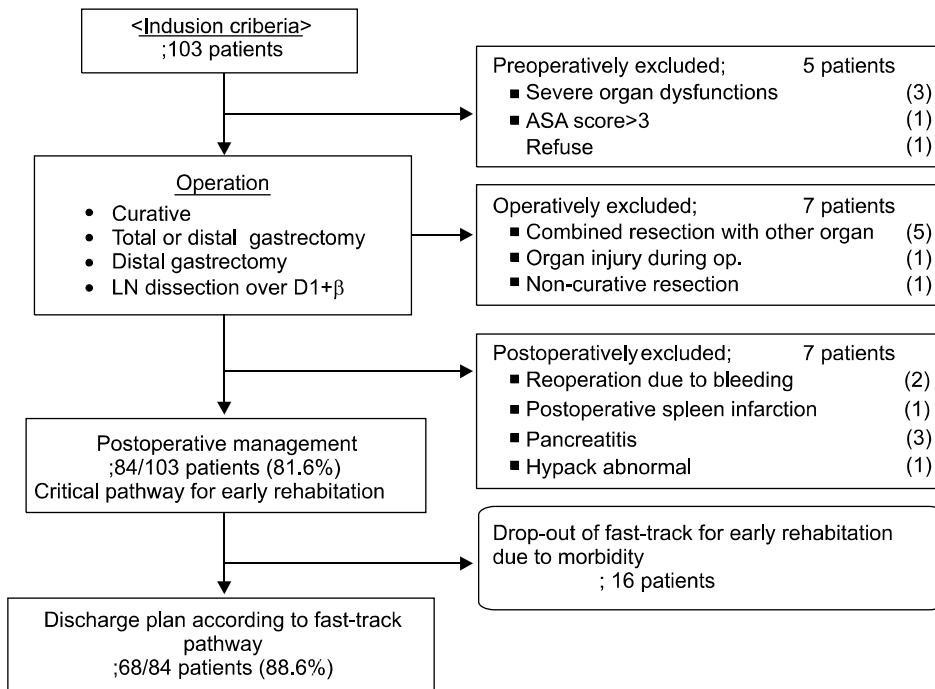 <Indusion criberia>
;103 patients
Preoperatively excluded; 5 patients
▪ Severe organ dysfunctions (3)
▪ ASA score>3 (1)
Refuse (1)
Operation
• Curative
• Total or distal gastrectomy
• Distal gastrectomy
• LN dissection over D1+β
Operatively excluded; 7 patients
▪ Combined resection with other organ (5)
▪ Organ injury during op. (1)
▪ Non-curative resection (1)
Postoperatively excluded; 7 patients
▪ Reoperation due to bleeding (2)
▪ Postoperative spleen infarction (1)
▪ Pancreatitis (3)
▪ Hypack abnormal (1)
Postoperative management
;84/103 patients (81.6%)
Critical pathway for early rehabitation
Drop-out of fast-track for early rehabitation
due to morbidity
; 16 patients
Discharge plan according to fast-track
pathway
;68/84 patients (88.6%)